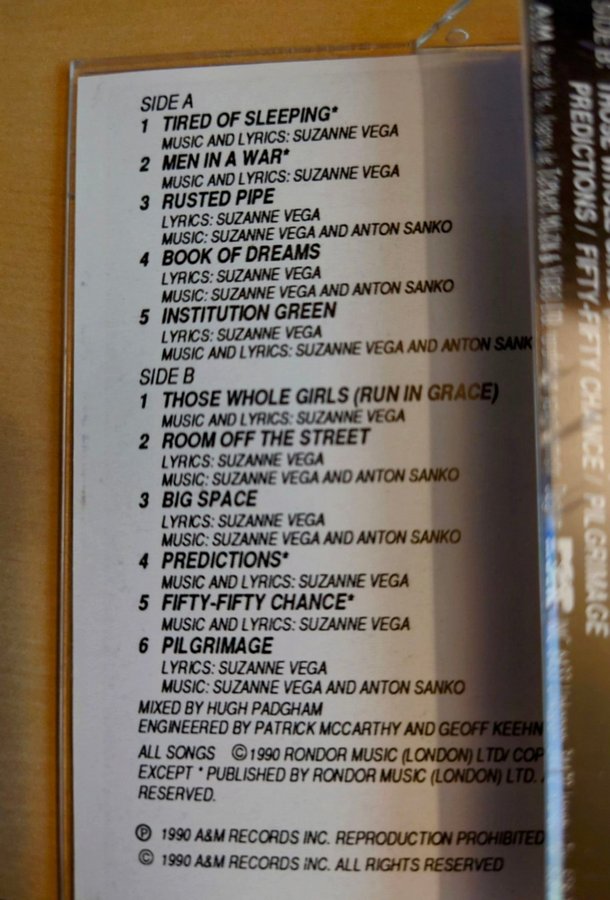 SIDE A
1 TIRED OF SLEEPING*
MUSIC AND LYRICS: SUZANNE VEGA
2 MEN IN A WAR*
MUSIC AND LYRICS: SUZANNE VEGA
3 RUSTED PIPE
LYRICS: SUZANNE VEGA
MUSIC: SUZANNE VEGA AND ANTON SANKO
4 BOOK OF DREAMS
LYRICS: SUZANNE VEGA
MUSIC: SUZANNE VEGA AND ANTON SANKO
5 INSTITUTION GREEN
LYRICS: SUZANNE VEGA
MUSIC AND LYRICS: SUZANNE VEGA AND ANTON SANK
SIDE B
1 THOSE WHOLE GIRLS (RUN IN GRACE)
MUSIC AND LYRICS: SUZANNE VEGA
2 ROOM OFF THE STREET
LYRICS: SUZANNE VEGA
MUSIC: SUZANNE VEGA AND ANTON SANKO
3 BIG SPACE
LYRICS: SUZANNE VEGA
MUSIC: SUZANNE VEGA AND ANTON SANKO
4 PREDICTIONS*
MUSIC AND LYRICS: SUZANNE VEGA
5 FIFTY-FIFTY CHANCE*
MUSIC AND LYRICS: SUZANNE VEGA
6 PILGRIMAGE
LYRICS: SUZANNE VEGA
MUSIC: SUZANNE VEGA AND ANTON SANKO
MIXED BY HUGH PADGHAM
ENGINEERED BY PATRICK MCCARTHY AND GEOFF KEEHN
ALL SONGS © 1990 RONDOR MUSIC (LONDON) LTD/ COP
EXCEPT * PUBLISHED BY RONDOR MUSIC (LONDON) LTD.
RESERVED.
℗ 1990 A&M RECORDS INC. REPRODUCTION PROHIBITED
© 1990 A&M RECORDS INC. ALL RIGHTS RESERVED
SIDE B:
PREDICTIONS / FIFTY-FIFTY CHANCE / PILGRIMAGE